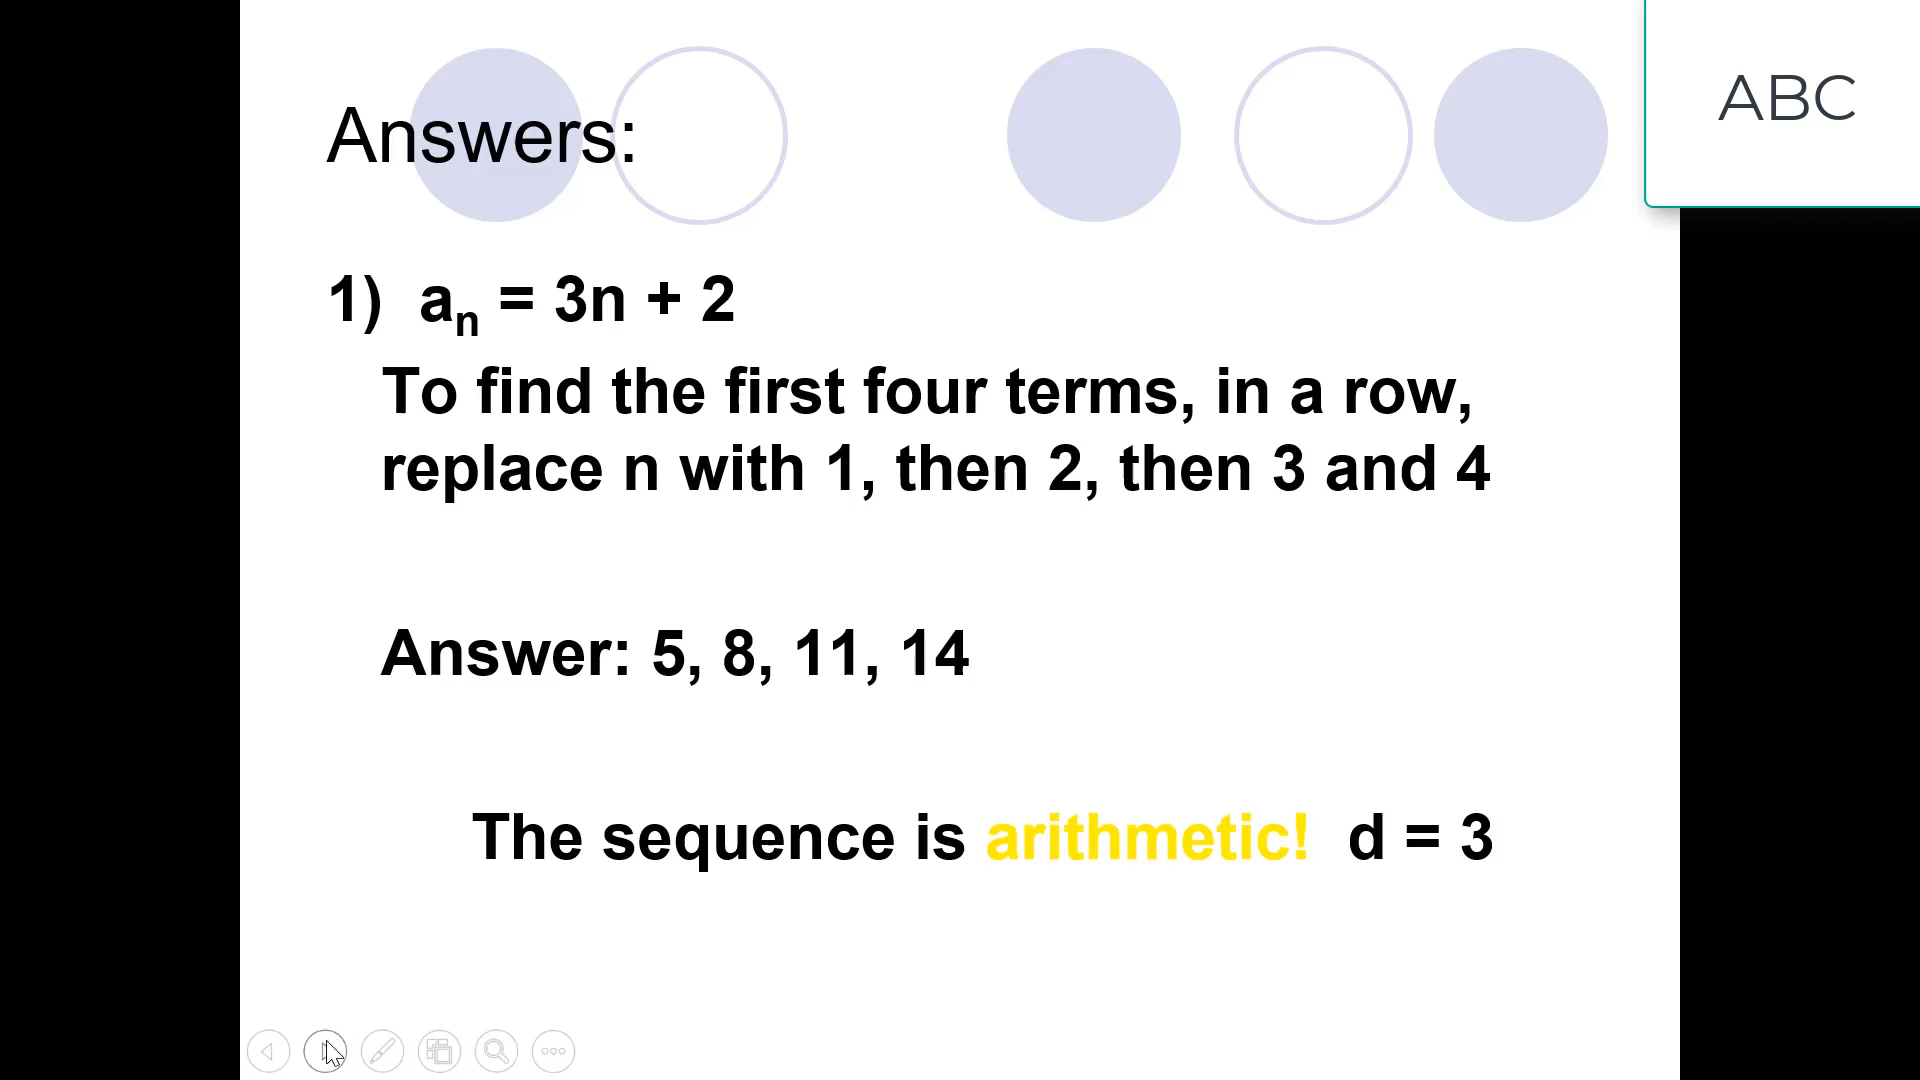 ABC
Answers:
1) aₙ = 3n + 2
To find the first four terms, in a row,
replace n with 1, then 2, then 3 and 4
Answer: 5, 8, 11, 14
The sequence is arithmetic! d = 3